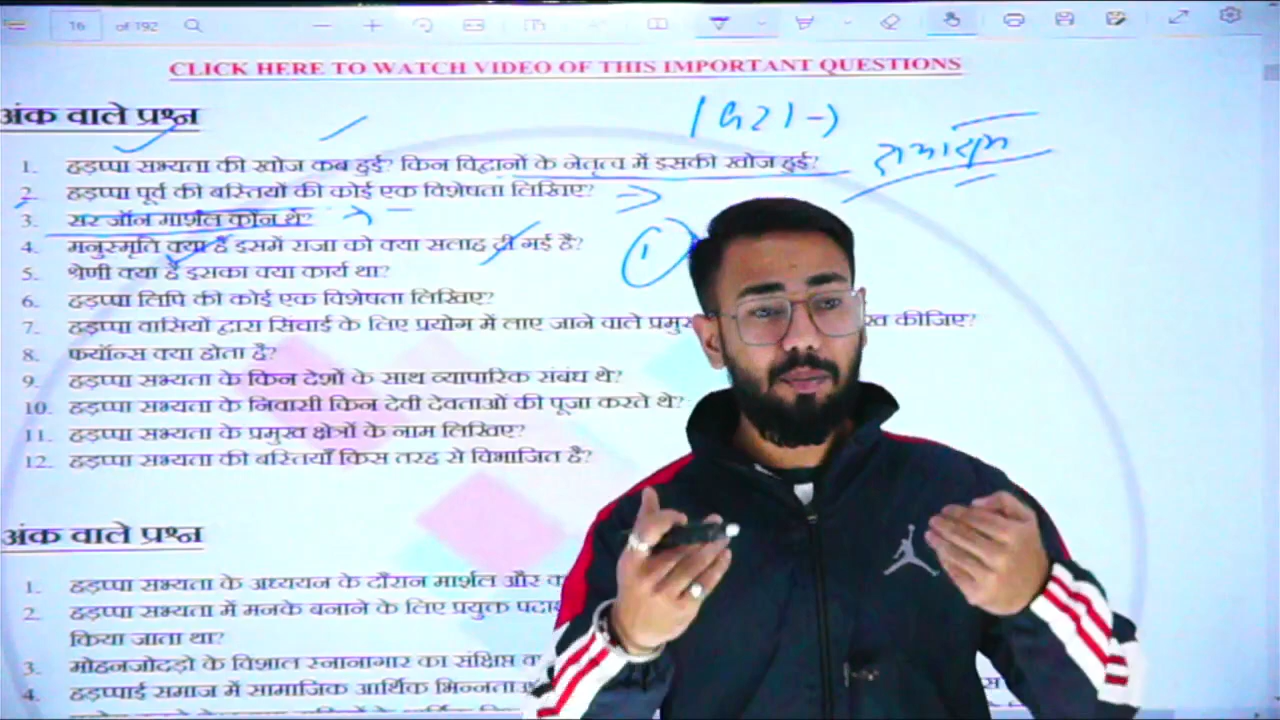 16 of 192
CLICK HERE TO WATCH VIDEO OF THIS IMPORTANT QUESTIONS
अंक वाले प्रश्न
1921
1. हड़प्पा सभ्यता की खोज कब हुई? किन विद्वानों के नेतृत्व में इसकी खोज हुई?
2. हड़प्पा पूर्व की बस्तियों की कोई एक विशेषता लिखिए?
3. सर जॉन मार्शल कौन थे?
4. मनुस्मृति क्या है इसमें राजा को क्या सलाह दी गई है?
5. श्रेणी क्या है इसका क्या कार्य था?
6. हड़प्पा लिपि की कोई एक विशेषता लिखिए?
7. हड़प्पा वासियों द्वारा सिंचाई के लिए प्रयोग में लाए जाने वाले कीजिए?
8. फयॉन्स क्या होता है?
9. हड़प्पा सभ्यता के किन देशों के साथ व्यापारिक संबंध थे?
10. हड़प्पा सभ्यता के निवासी किन देवी देवताओं की पूजा करते थे?
11. हड़प्पा सभ्यता के प्रमुख क्षेत्रों के नाम लिखिए?
12. हड़प्पा सभ्यता की बस्तियाँ किस तरह से विभाजित है?
अंक वाले प्रश्न
1. हड़प्पा सभ्यता के अध्ययन के दौरान मार्शल और
2. हड़प्पा सभ्यता में मनके बनाने के लिए प्रयुक्त
किया जाता था?
3. मोहनजोदड़ो के विशाल स्नानागार का संक्षिप्त
4. हड़प्पाई समाज में सामाजिक आर्थिक